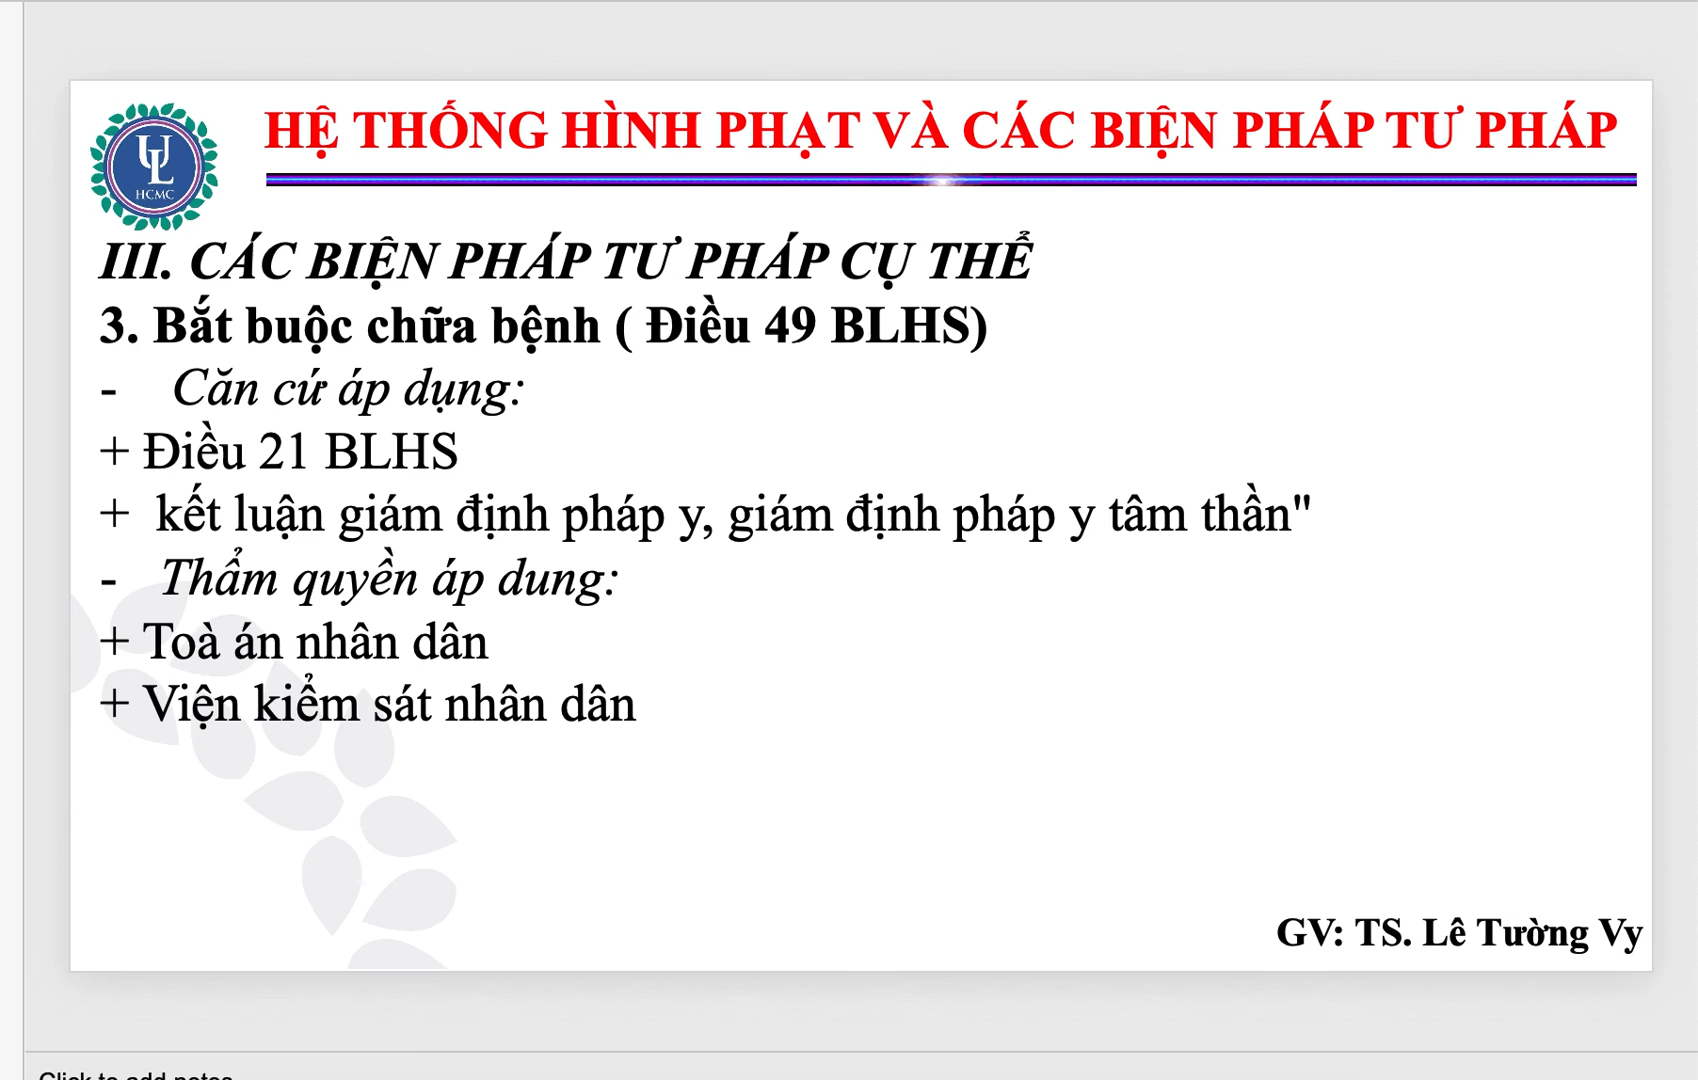 UL
HCMC
HỆ THỐNG HÌNH PHẠT VÀ CÁC BIỆN PHÁP TƯ PHÁP
III. CÁC BIỆN PHÁP TƯ PHÁP CỤ THỂ
3. Bắt buộc chữa bệnh ( Điều 49 BLHS)
- Căn cứ áp dụng:
+ Điều 21 BLHS
+ kết luận giám định pháp y, giám định pháp y tâm thần"
- Thẩm quyền áp dung:
+ Toà án nhân dân
+ Viện kiểm sát nhân dân
GV: TS. Lê Tường Vy
Click to add notes